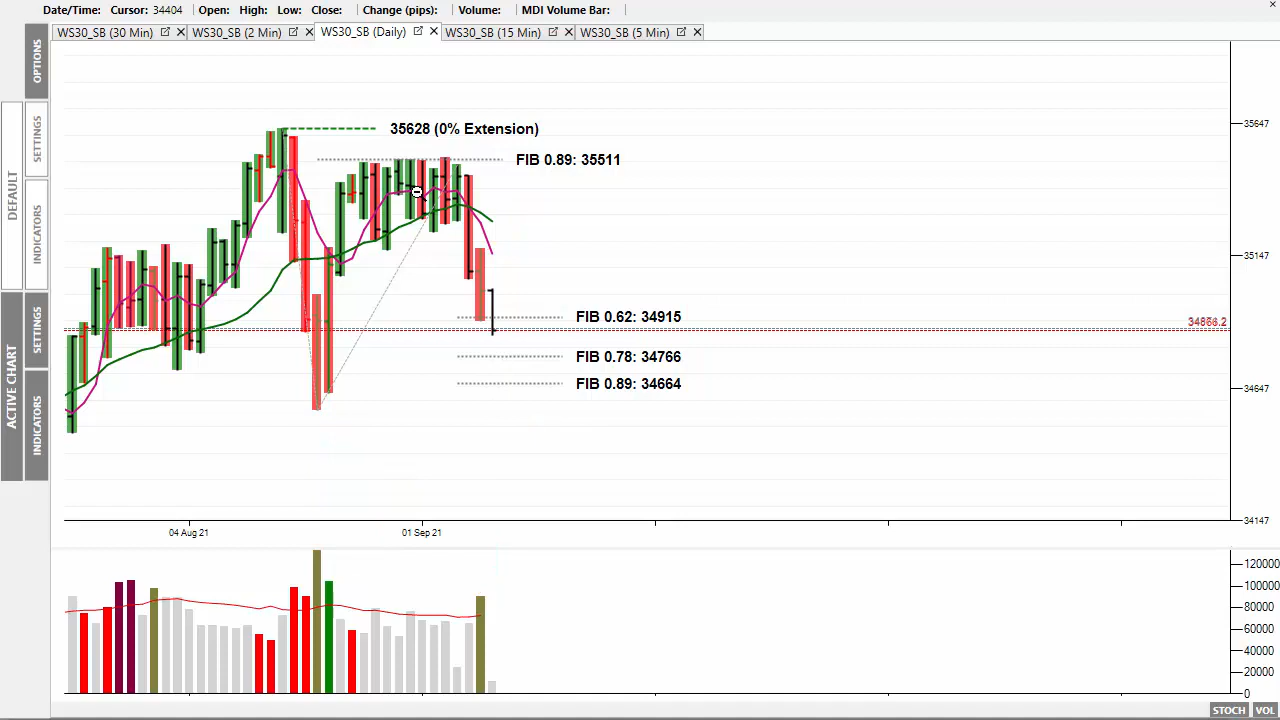 Date/Time: Cursor: 34404 Open: High: Low: Close: Change (pips): Volume: MDI Volume Bar:
WS30_SB (30 Min) WS30_SB (2 Min) WS30_SB (Daily) WS30_SB (15 Min) WS30_SB (5 Min)
OPTIONS
SETTINGS
DEFAULT
INDICATORS
SETTINGS
ACTIVE CHART
INDICATORS
35628 (0% Extension)
FIB 0.89: 35511
FIB 0.62: 34915
FIB 0.78: 34766
FIB 0.89: 34664
35647
35147
34647
34147
04 Aug 21
01 Sep 21
120000
100000
80000
60000
40000
20000
0
STOCH VOL